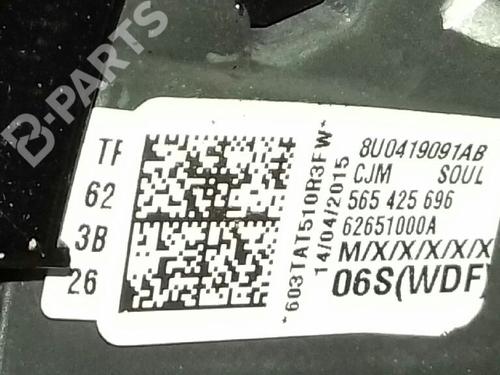 B-PARTS
TF
62
3B
26
*603TAT510R3FW*
14/04/2015
8U0419091AB
CJM SOUL
565 425 696
62651000A
M/X/X/X/X/X
06S(WDF)